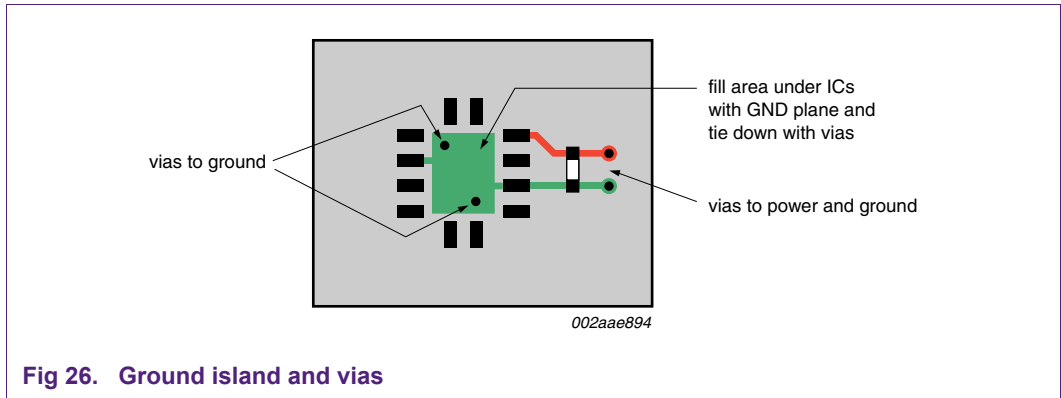 fill area under ICs
with GND plane and
tie down with vias
vias to ground
vias to power and ground
002aae894
Fig 26. Ground island and vias